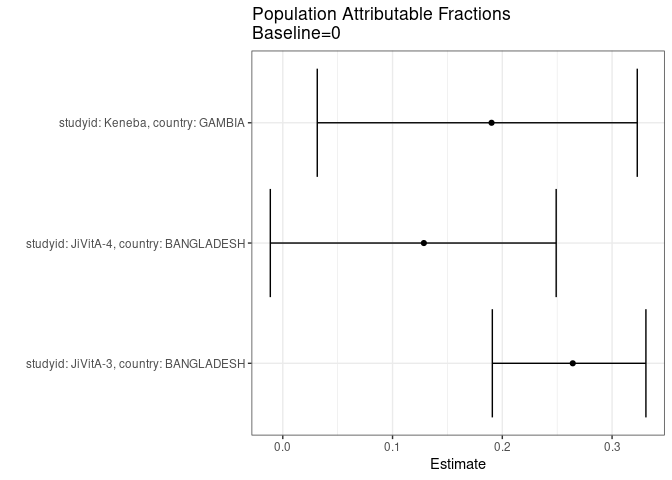 Population Attributable Fractions
Baseline=0
studyid: Keneba, country: GAMBIA
studyid: JiVitA-4, country: BANGLADESH
studyid: JiVitA-3, country: BANGLADESH
0.0 0.1 0.2 0.3
Estimate